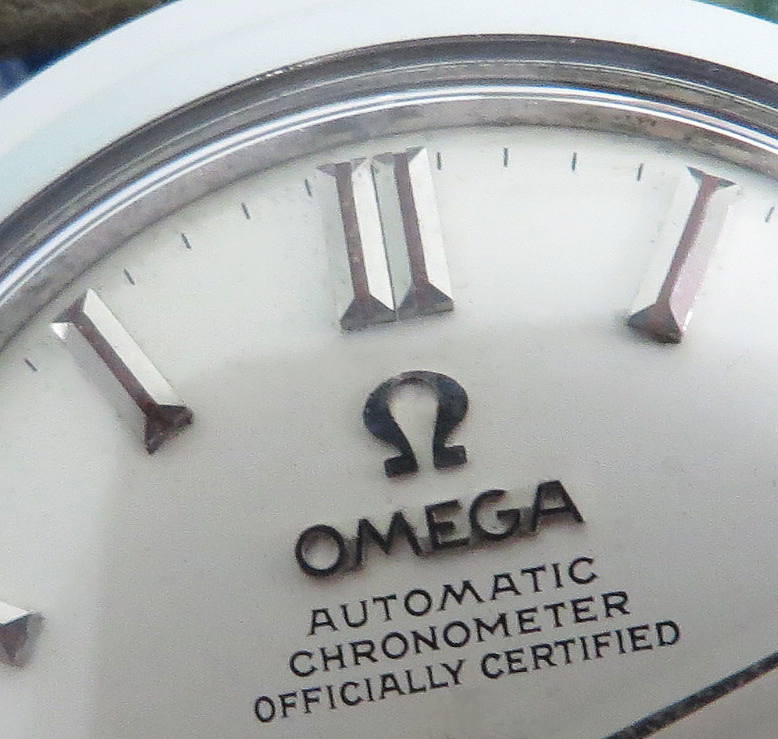 Ω
OMEGA
AUTOMATIC
CHRONOMETER
OFFICIALLY CERTIFIED